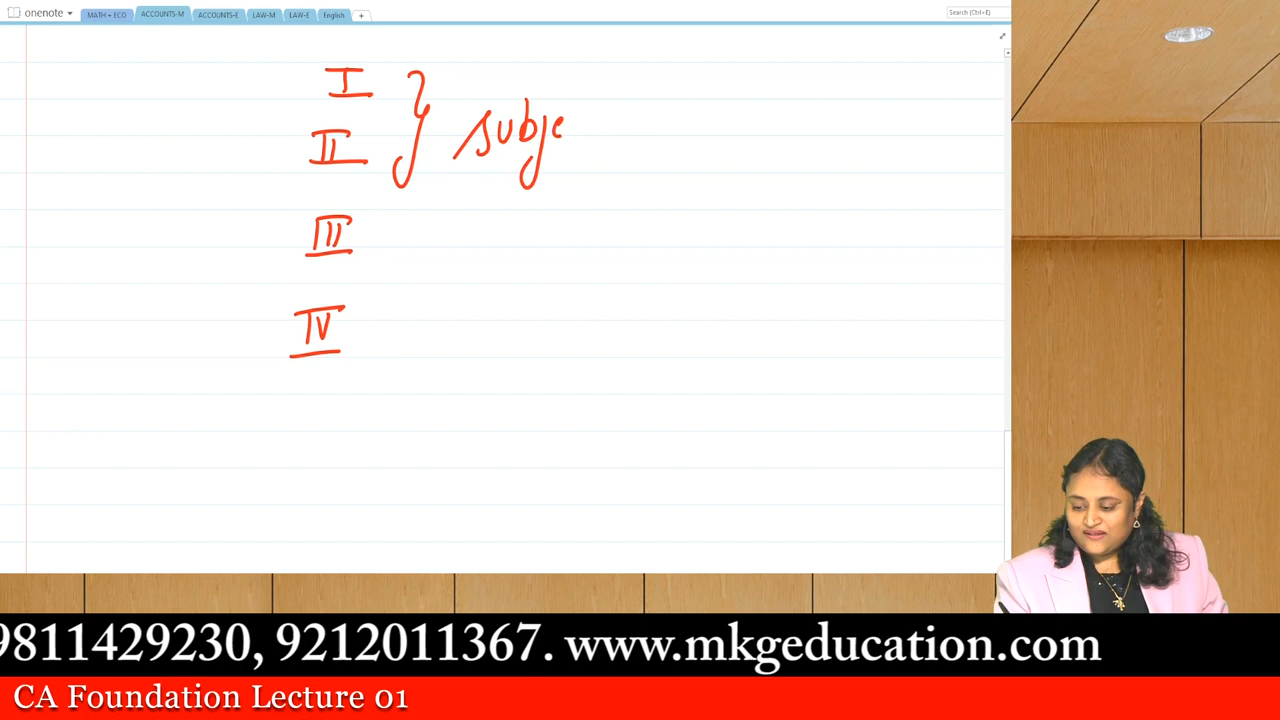 onenote MATH + ECO ACCOUNTS-M ACCOUNTS-E LAW-M LAW-E English + Search (Ctrl+E)
I
II } subje
III
IV
9811429230, 9212011367. www.mkgeducation.com
CA Foundation Lecture 01